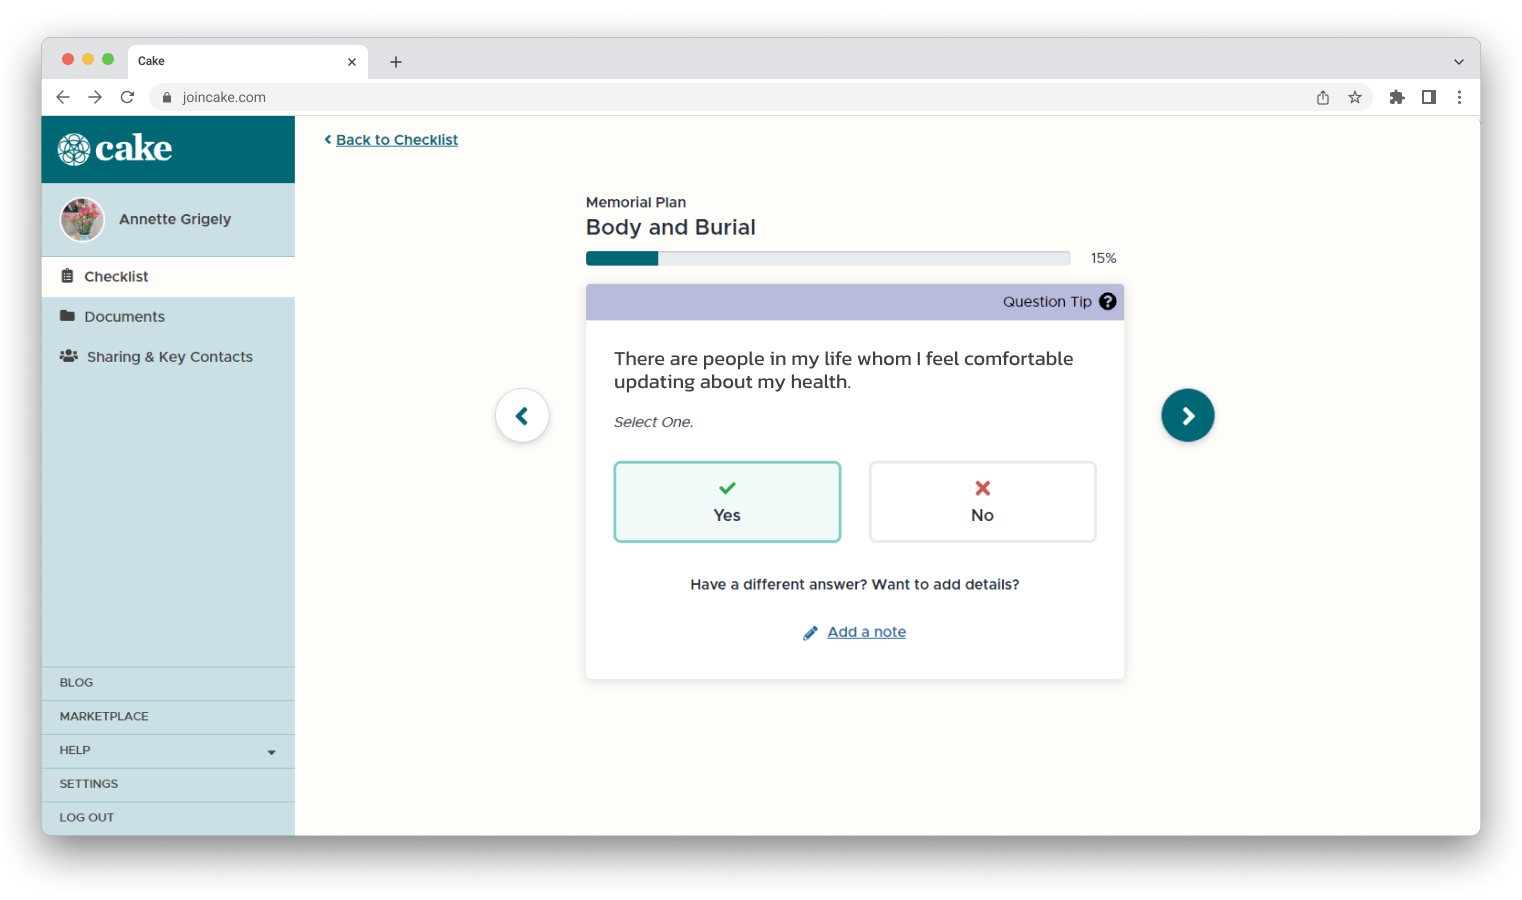 Cake
joincake.com
cake
Back to Checklist
Annette Grigely
Checklist
Documents
Sharing & Key Contacts
BLOG
MARKETPLACE
HELP
SETTINGS
LOG OUT
Memorial Plan
Body and Burial
15%
Question Tip ?
There are people in my life whom I feel comfortable
updating about my health.
Select One.
Yes
No
Have a different answer? Want to add details?
Add a note